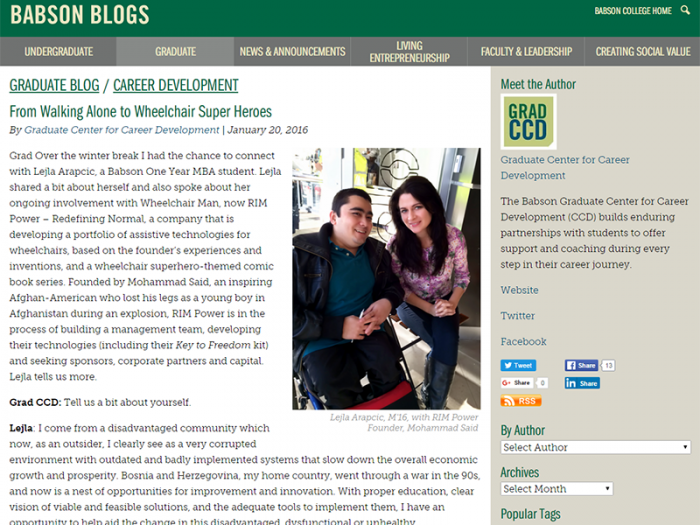 BABSON BLOGS
BABSON COLLEGE HOME
UNDERGRADUATE
GRADUATE
NEWS & ANNOUNCEMENTS
LIVING
ENTREPRENEURSHIP
FACULTY & LEADERSHIP
CREATING SOCIAL VALUE
GRADUATE BLOG / CAREER DEVELOPMENT
From Walking Alone to Wheelchair Super Heroes
By Graduate Center for Career Development | January 20, 2016
Grad Over the winter break I had the chance to connect
with Lejla Arapcic, a Babson One Year MBA student. Lejla
shared a bit about herself and also spoke about her
ongoing involvement with Wheelchair Man, now RIM
Power – Redefining Normal, a company that is
developing a portfolio of assistive technologies for
wheelchairs, based on the founder's experiences and
inventions, and a wheelchair superhero-themed comic
book series. Founded by Mohammad Said, an inspiring
Afghan-American who lost his legs as a young boy in
Afghanistan during an explosion, RIM Power is in the
process of building a management team, developing
their technologies (including their Key to Freedom kit)
and seeking sponsors, corporate partners and capital.
Lejla tells us more.
Lejla Arapcic, M'16, with RIM Power
Founder, Mohammad Said
Grad CCD: Tell us a bit about yourself.
Lejla: I come from a disadvantaged community which
now, as an outsider, I clearly see as a very corrupted
environment with outdated and badly implemented systems that slow down the overall economic
growth and prosperity. Bosnia and Herzegovina, my home country, went through a war in the 90s,
and now is a nest of opportunities for improvement and innovation. With proper education, clear
vision of viable and feasible solutions, and the adequate tools to implement them, I have an
opportunity to help aid the change in this disadvantaged, dysfunctional or unhealthy
Meet the Author
GRAD
CCD
Graduate Center for Career
Development
The Babson Graduate Center for Career
Development (CCD) builds enduring
partnerships with students to offer
support and coaching during every
step in their career journey.
Website
Twitter
Facebook
Tweet
Share 13
Share 0
Share
RSS
By Author
Select Author
Archives
Select Month
Popular Tags